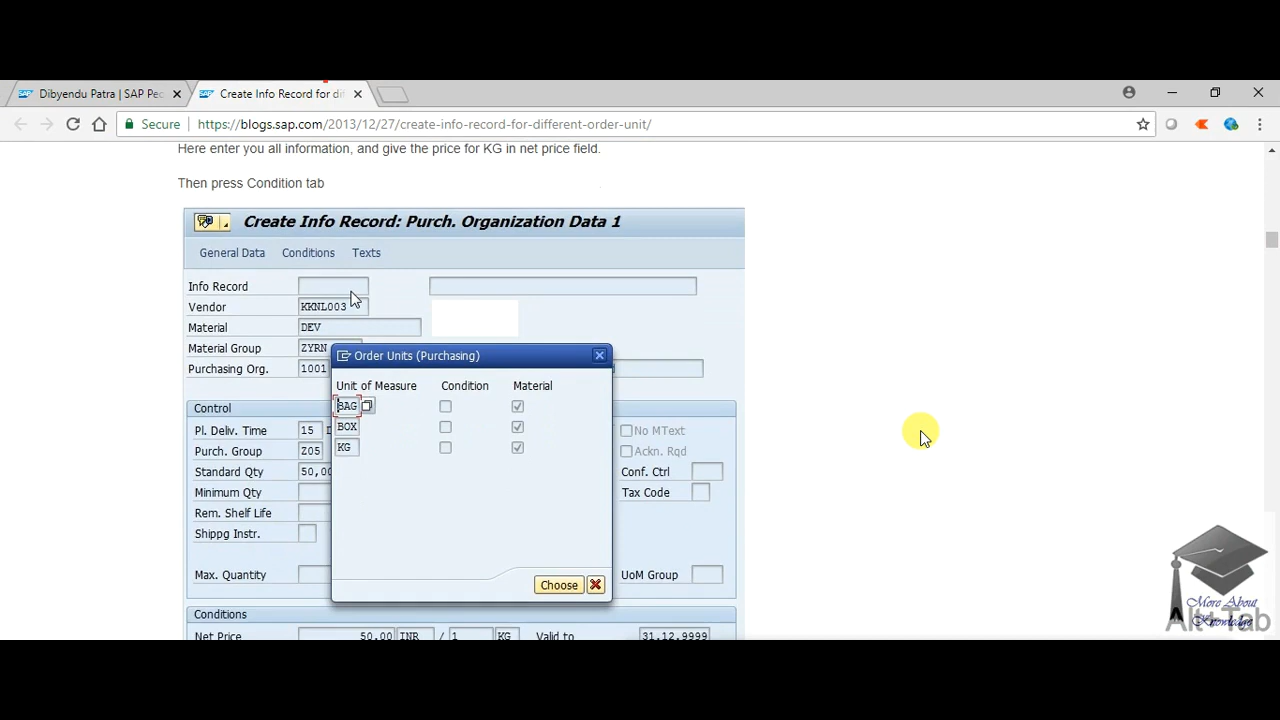 Dibyendu Patra | SAP Peo
Create Info Record for dif
Secure
https://blogs.sap.com/2013/12/27/create-info-record-for-different-order-unit/
Here enter you all information, and give the price for KG in net price field.
Then press Condition tab
Create Info Record: Purch. Organization Data 1
General Data Conditions Texts
Info Record
Vendor KKNL003
Material DEV
Material Group ZYRN
Purchasing Org. 1001
Order Units (Purchasing)
Unit of Measure Condition Material
BAG
BOX
KG
Choose
Control
Pl. Deliv. Time 15 D No MText
Purch. Group Z05 Ackn. Rqd
Standard Qty 50,00 Conf. Ctrl
Minimum Qty Tax Code
Rem. Shelf Life
Shippg Instr.
Max. Quantity UoM Group
Conditions
Net Price 50,00 INR / 1 KG Valid to 31.12.9999
More About
Knowledge
Alt+Tab